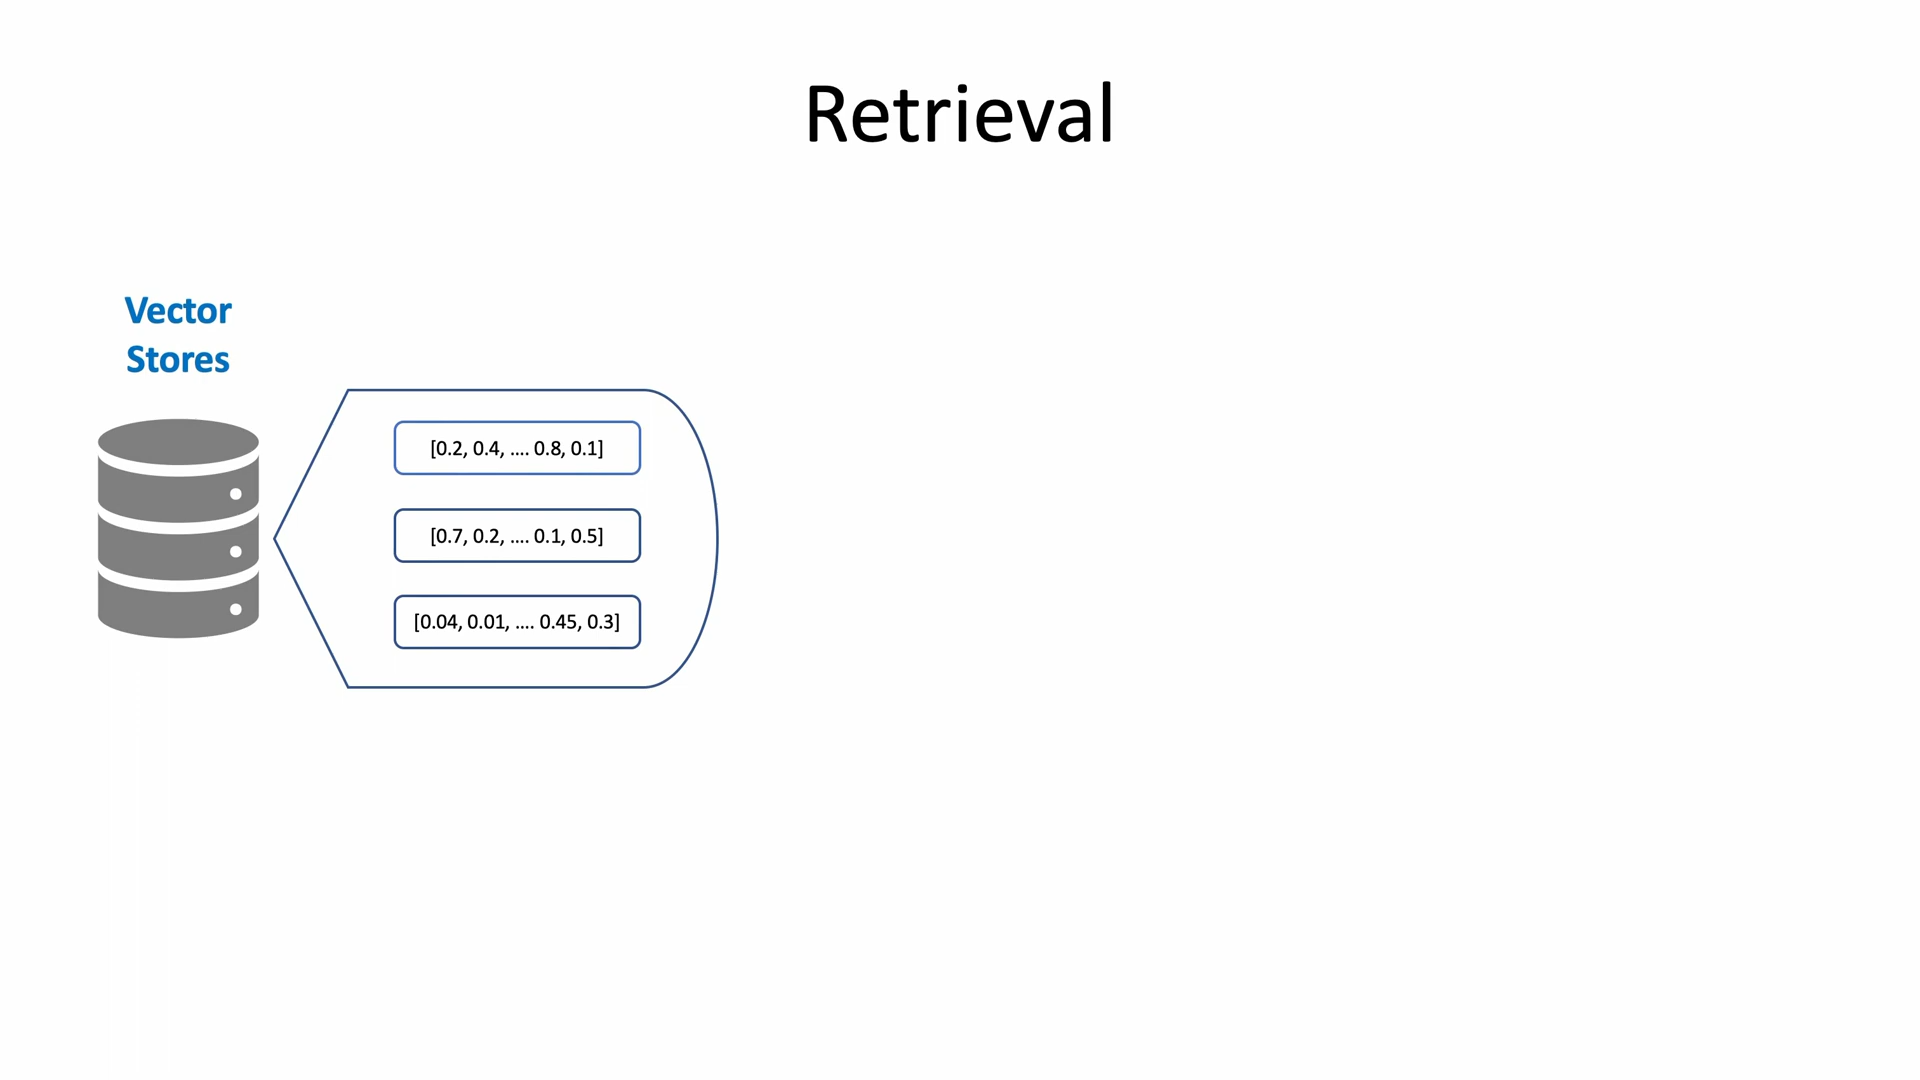 Retrieval
Vector
Stores
[0.2, 0.4, .... 0.8, 0.1]
[0.7, 0.2, .... 0.1, 0.5]
[0.04, 0.01, .... 0.45, 0.3]